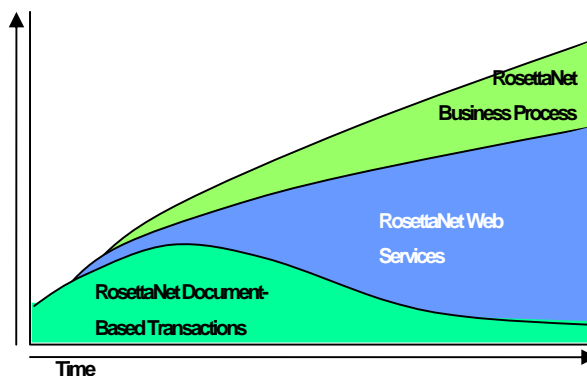 RosettaNet
Business Process
RosettaNet Web
Services
RosettaNet Document-
Based Transactions
Time